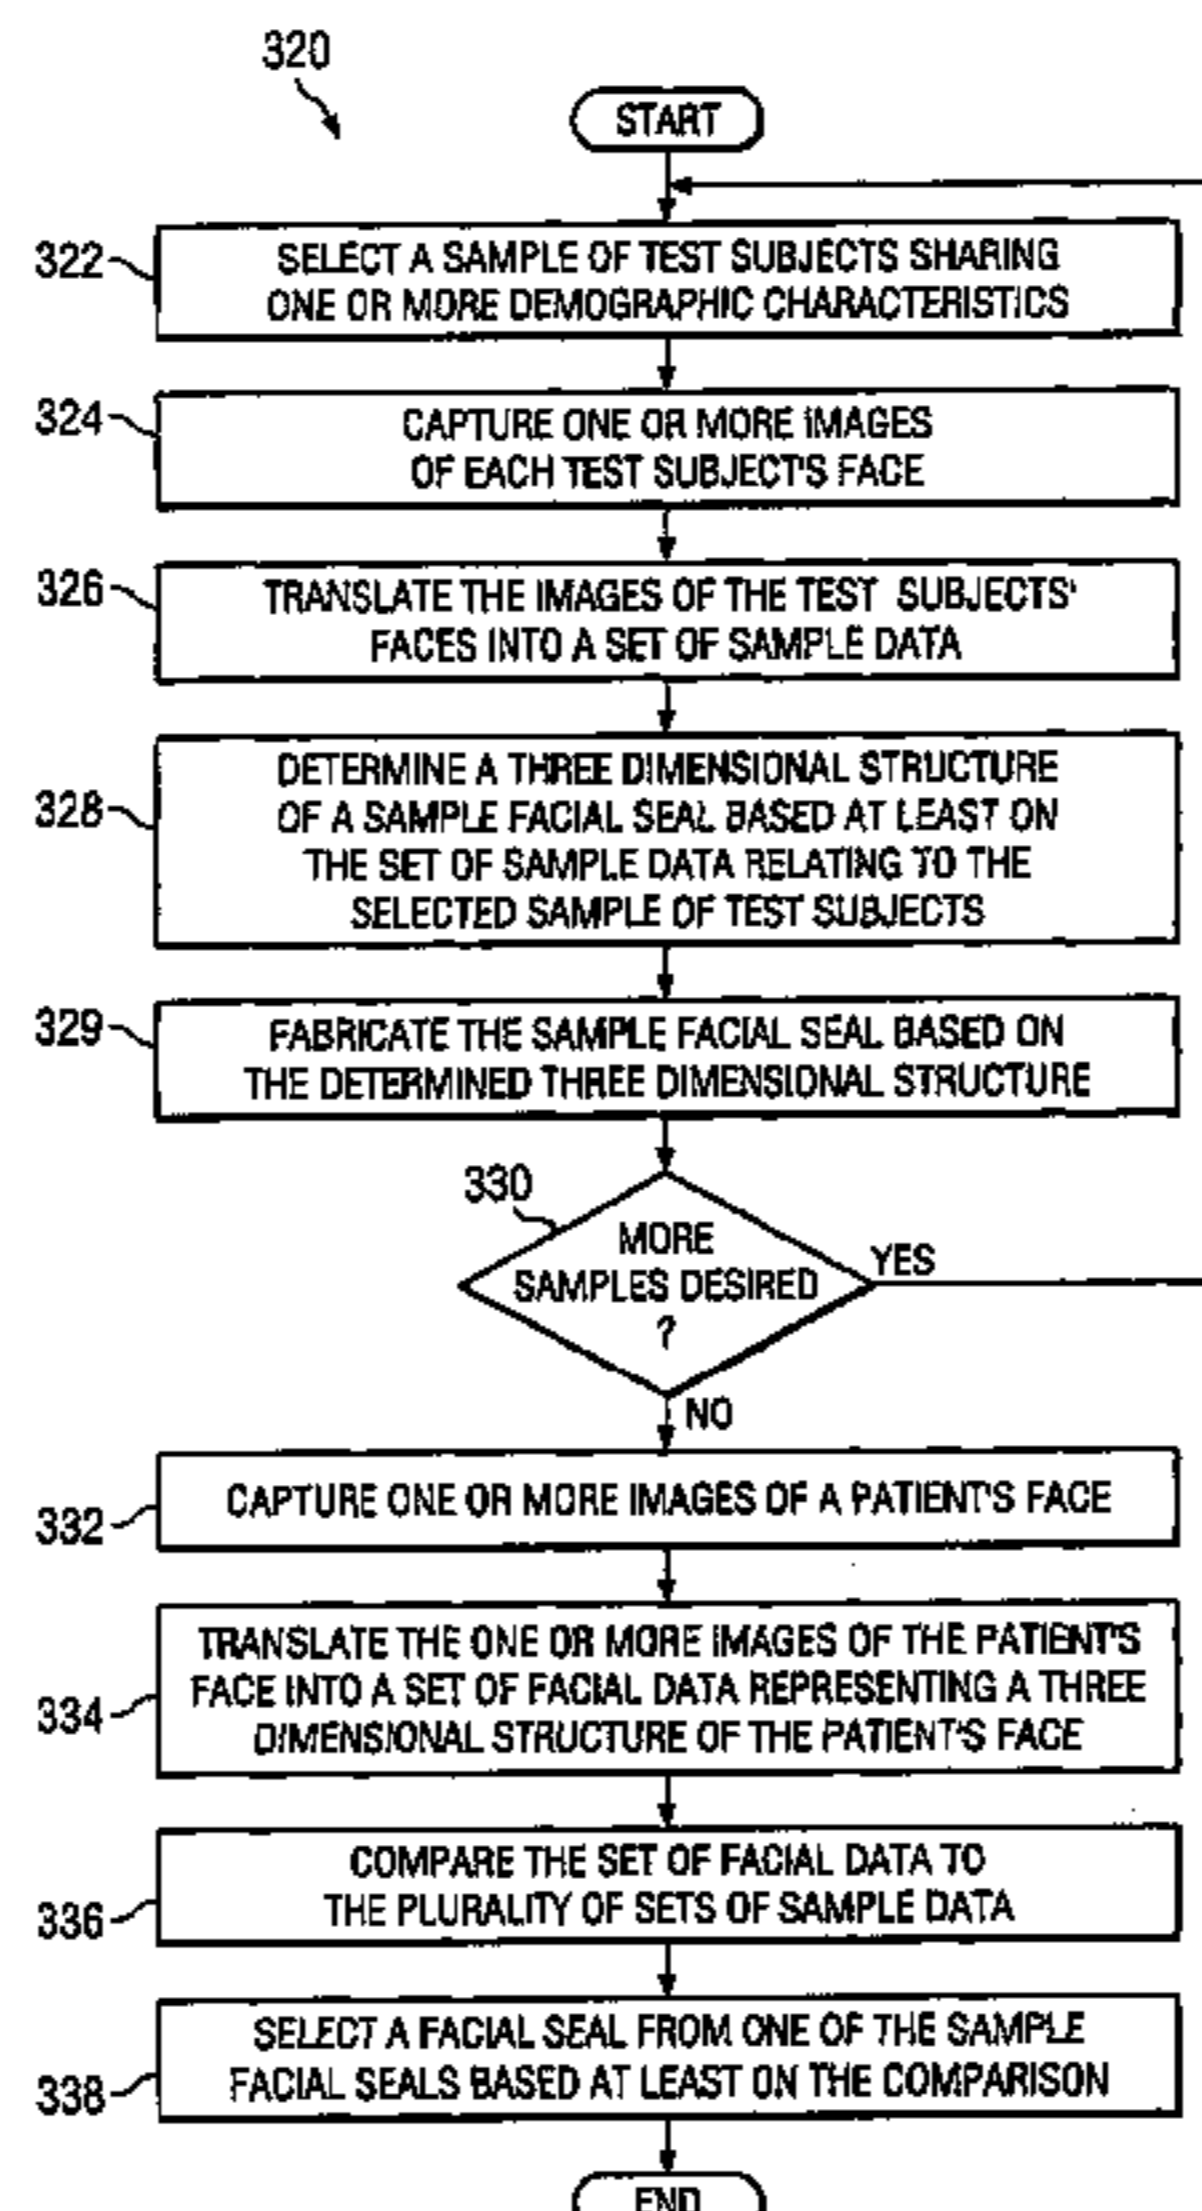 320
START
322
SELECT A SAMPLE OF TEST SUBJECTS SHARING
ONE OR MORE DEMOGRAPHIC CHARACTERISTICS
324
CAPTURE ONE OR MORE IMAGES
OF EACH TEST SUBJECT'S FACE
326
TRANSLATE THE IMAGES OF THE TEST SUBJECTS'
FACES INTO A SET OF SAMPLE DATA
328
DETERMINE A THREE DIMENSIONAL STRUCTURE
OF A SAMPLE FACIAL SEAL BASED AT LEAST ON
THE SET OF SAMPLE DATA RELATING TO THE
SELECTED SAMPLE OF TEST SUBJECTS
329
FABRICATE THE SAMPLE FACIAL SEAL BASED ON
THE DETERMINED THREE DIMENSIONAL STRUCTURE
330
MORE
SAMPLES DESIRED
?
YES
NO
332
CAPTURE ONE OR MORE IMAGES OF A PATIENT'S FACE
334
TRANSLATE THE ONE OR MORE IMAGES OF THE PATIENT'S
FACE INTO A SET OF FACIAL DATA REPRESENTING A THREE
DIMENSIONAL STRUCTURE OF THE PATIENT'S FACE
336
COMPARE THE SET OF FACIAL DATA TO
THE PLURALITY OF SETS OF SAMPLE DATA
338
SELECT A FACIAL SEAL FROM ONE OF THE SAMPLE
FACIAL SEALS BASED AT LEAST ON THE COMPARISON
END